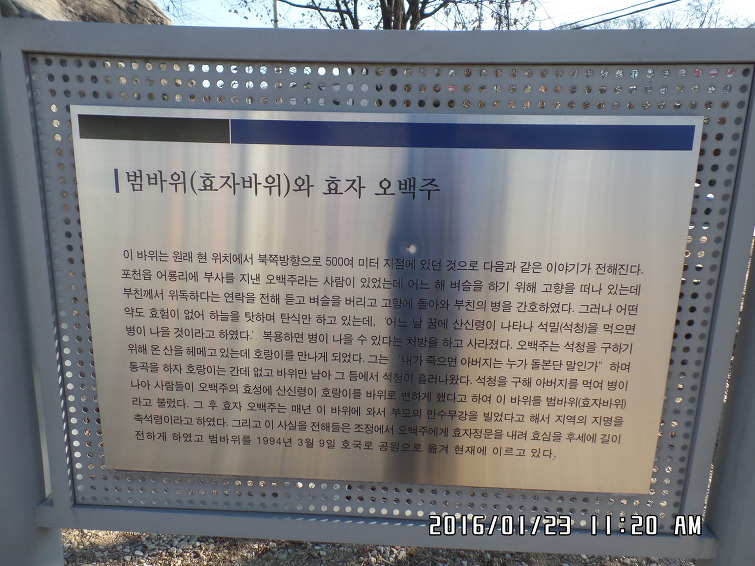 범바위(효자바위)와 효자 오백주
이 바위는 원래 현 위치에서 북쪽방향으로 500여 미터 지점에 있던 것으로 다음과 같은 이야기가 전해진다.
포천읍 어룡리에 부사를 지낸 오백주라는 사람이 있었는데 어느 해 벼슬을 하기 위해 고향을 떠나 있는데
부친께서 위독하다는 연락을 전해 듣고 벼슬을 버리고 고향에 돌아와 부친의 병을 간호하였다. 그러나 어떤
약도 효험이 없어 하늘을 탓하며 탄식만 하고 있는데, '어느 날 꿈에 산신령이 나타나 석밀(석청)을 먹으면
병이 나을 것이라고 하였다.' 복용하면 병이 나을 수 있다는 처방을 하고 사라졌다. 오백주는 석청을 구하기
위해 온 산을 헤메고 있는데 호랑이를 만나게 되었다. 그는 "내가 죽으면 아버지는 누가 돌본단 말인가" 하며
통곡을 하자 호랑이는 간데 없고 바위만 남아 그 틈에서 석청이 흘러나왔다. 석청을 구해 아버지를 먹여 병이
나아 사람들이 오백주의 효성에 산신령이 호랑이를 바위로 변하게 했다고 하여 이 바위를 범바위(효자바위)
라고 불렀다. 그 후 효자 오백주는 매년 이 바위에 와서 부모의 만수무강을 빌었다고 해서 지역의 지명을
축석령이라고 하였다. 그리고 이 사실을 전해들은 조정에서 오백주에게 효자정문을 내려 효심을 후세에 길이
전하게 하였고 범바위를 1994년 3월 9일 호국로 공원으로 옮겨 현재에 이르고 있다.
2016/01/23 11:20 AM